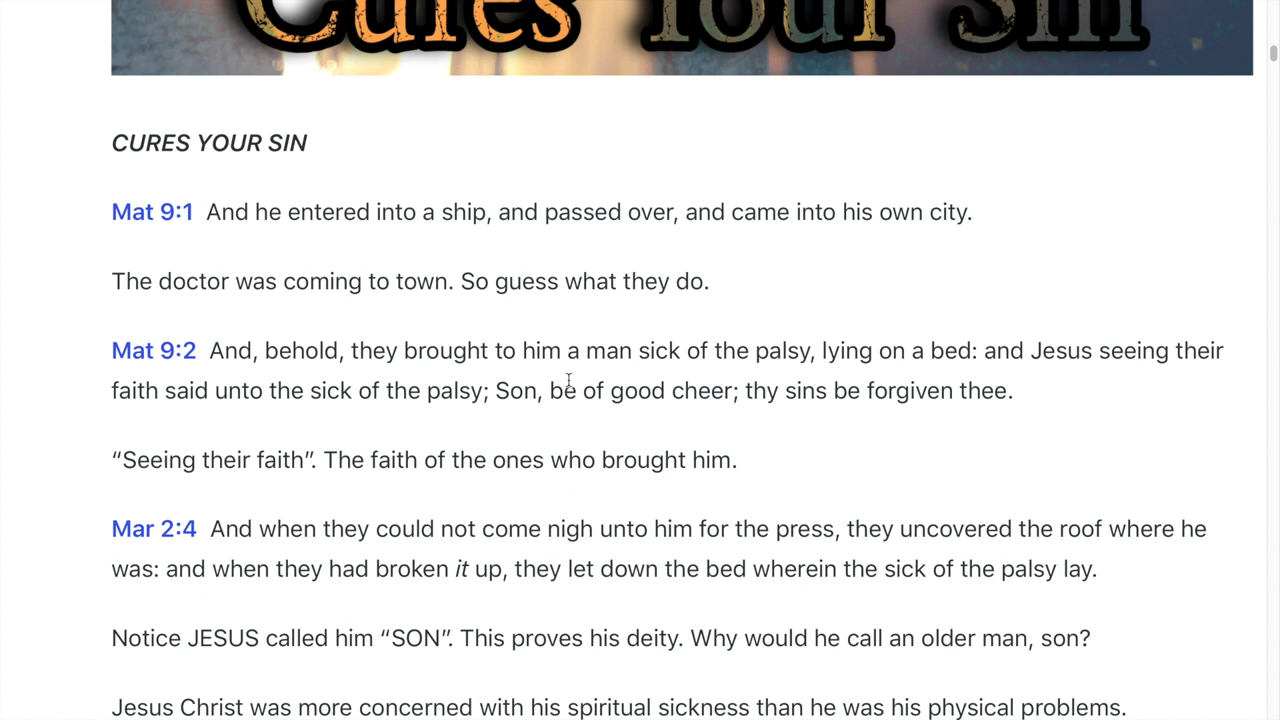 Cures Your Sin
CURES YOUR SIN
Mat 9:1 And he entered into a ship, and passed over, and came into his own city.
The doctor was coming to town. So guess what they do.
Mat 9:2 And, behold, they brought to him a man sick of the palsy, lying on a bed: and Jesus seeing their
faith said unto the sick of the palsy; Son, be of good cheer; thy sins be forgiven thee.
“Seeing their faith”. The faith of the ones who brought him.
Mar 2:4 And when they could not come nigh unto him for the press, they uncovered the roof where he
was: and when they had broken it up, they let down the bed wherein the sick of the palsy lay.
Notice JESUS called him “SON”. This proves his deity. Why would he call an older man, son?
Jesus Christ was more concerned with his spiritual sickness than he was his physical problems.